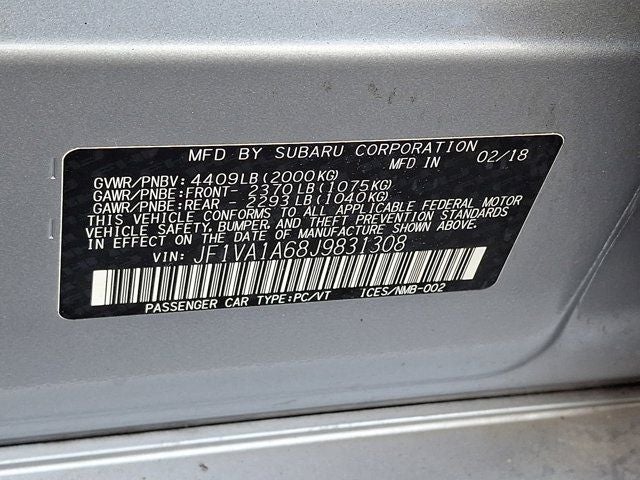 MFD BY SUBARU CORPORATION
MFD IN 02/18
GVWR/PNBV: 4409LB(2000KG)
GAWR/PNBE:FRONT- 2370LB(1075KG)
GAWR/PNBE:REAR - 2293LB(1040KG)
THIS VEHICLE CONFORMS TO ALL APPLICABLE FEDERAL MOTOR
VEHICLE SAFETY, BUMPER, AND THEFT PREVENTION STANDARDS
IN EFFECT ON THE DATE OF MANUFACTURE SHOWN ABOVE.
VIN: JF1VA1A68J9831308
PASSENGER CAR TYPE:PC/VT ICES/NMB-002